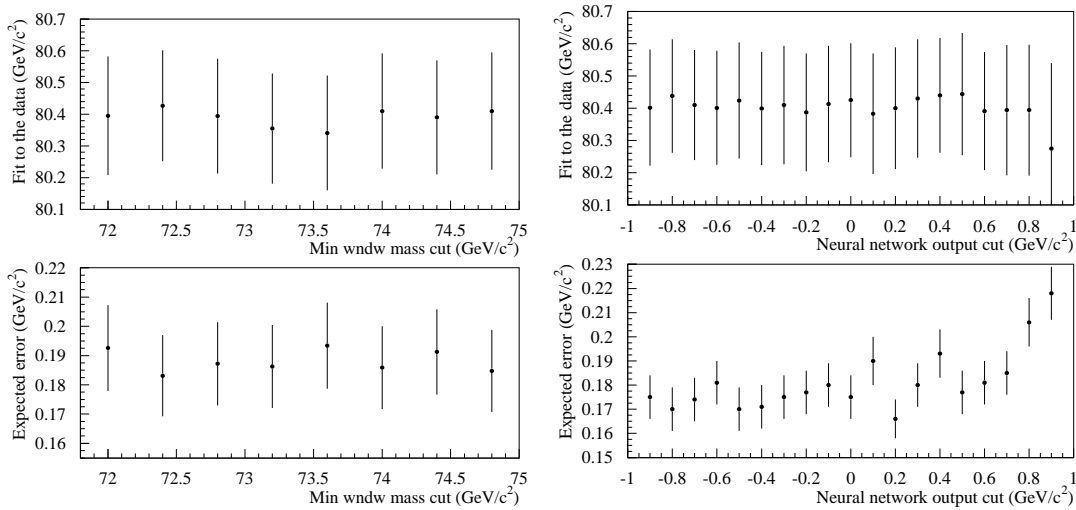 Fit to the data (GeV/c²)
80.7
80.6
80.5
80.4
80.3
80.2
80.1
72 72.5 73 73.5 74 74.5 75
Min wndw mass cut (GeV/c²)
Fit to the data (GeV/c²)
80.7
80.6
80.5
80.4
80.3
80.2
80.1
-1 -0.8 -0.6 -0.4 -0.2 0 0.2 0.4 0.6 0.8 1
Neural network output cut (GeV/c²)
Expected error (GeV/c²)
0.22
0.21
0.2
0.19
0.18
0.17
0.16
72 72.5 73 73.5 74 74.5 75
Min wndw mass cut (GeV/c²)
Expected error (GeV/c²)
0.23
0.22
0.21
0.2
0.19
0.18
0.17
0.16
0.15
-1 -0.8 -0.6 -0.4 -0.2 0 0.2 0.4 0.6 0.8 1
Neural network output cut (GeV/c²)